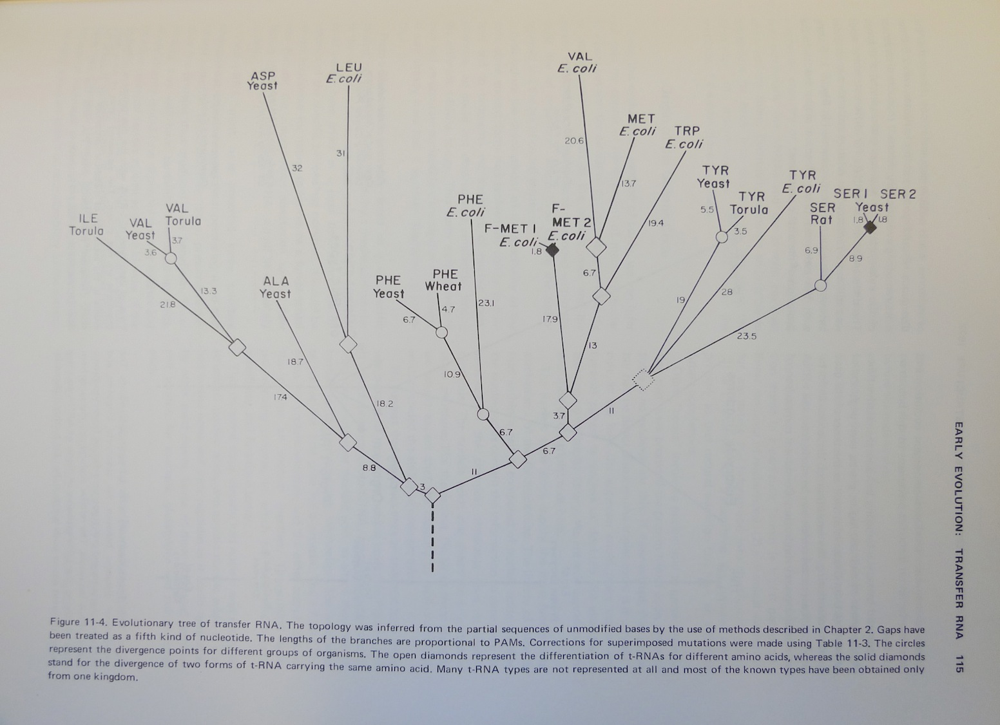 VAL
E. coli
LEU
E. coli
ASP
Yeast
MET
E. coli
TRP
E. coli
20.6
31
32
13.7
TYR
Yeast
TYR
E. coli
TYR
Torula
SER 1 SER 2
Yeast
SER
Rat
PHE
E. coli
F-
MET 2
E. coli
F-MET 1
E. coli
ILE
Torula
VAL
Yeast
VAL
Torula
3.7
3.6
5.5
3.5
19.4
1.8
1.8
1.8
6.9
8.9
ALA
Yeast
PHE
Yeast
PHE
Wheat
6.7
13.3
21.8
6.7
4.7
23.1
17.9
19
28
23.5
13
18.7
10.9
17.4
18.2
3.7
11
6.7
6.7
8.8
11
3
EARLY EVOLUTION: TRANSFER RNA 115
Figure 11-4. Evolutionary tree of transfer RNA. The topology was inferred from the partial sequences of unmodified bases by the use of methods described in Chapter 2. Gaps have
been treated as a fifth kind of nucleotide. The lengths of the branches are proportional to PAMs. Corrections for superimposed mutations were made using Table 11-3. The circles
represent the divergence points for different groups of organisms. The open diamonds represent the differentiation of t-RNAs for different amino acids, whereas the solid diamonds
stand for the divergence of two forms of t-RNA carrying the same amino acid. Many t-RNA types are not represented at all and most of the known types have been obtained only
from one kingdom.